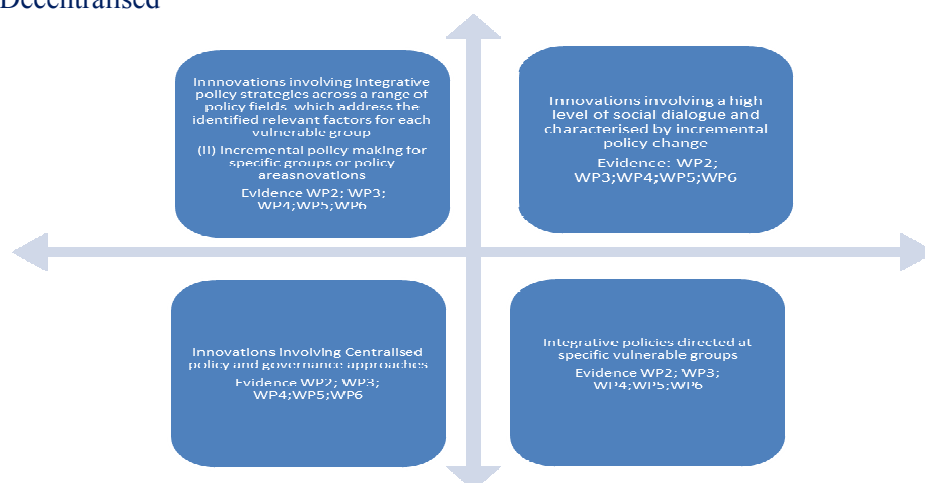 Decentralised
Innnovations involving Integrative
policy strategies across a range of
policy fields, which address the
identified relevant factors for each
vulnerable group
(II) Incremental policy making for
specific groups or policy
areasnovations
Evidence WP2; WP3;
WP4;WP5;WP6
Innovations involving a high
level of social dialogue and
characterised by incremental
policy change
Evidence: WP2;
WP3;WP4;WP5;WP6
Innovations involving Centralised
policy and governance approaches
Evidence WP2; WP3;
WP4;WP5;WP6
Integrative policies directed at
specific vulnerable groups
Evidence WP2; WP3;
WP4;WP5;WP6